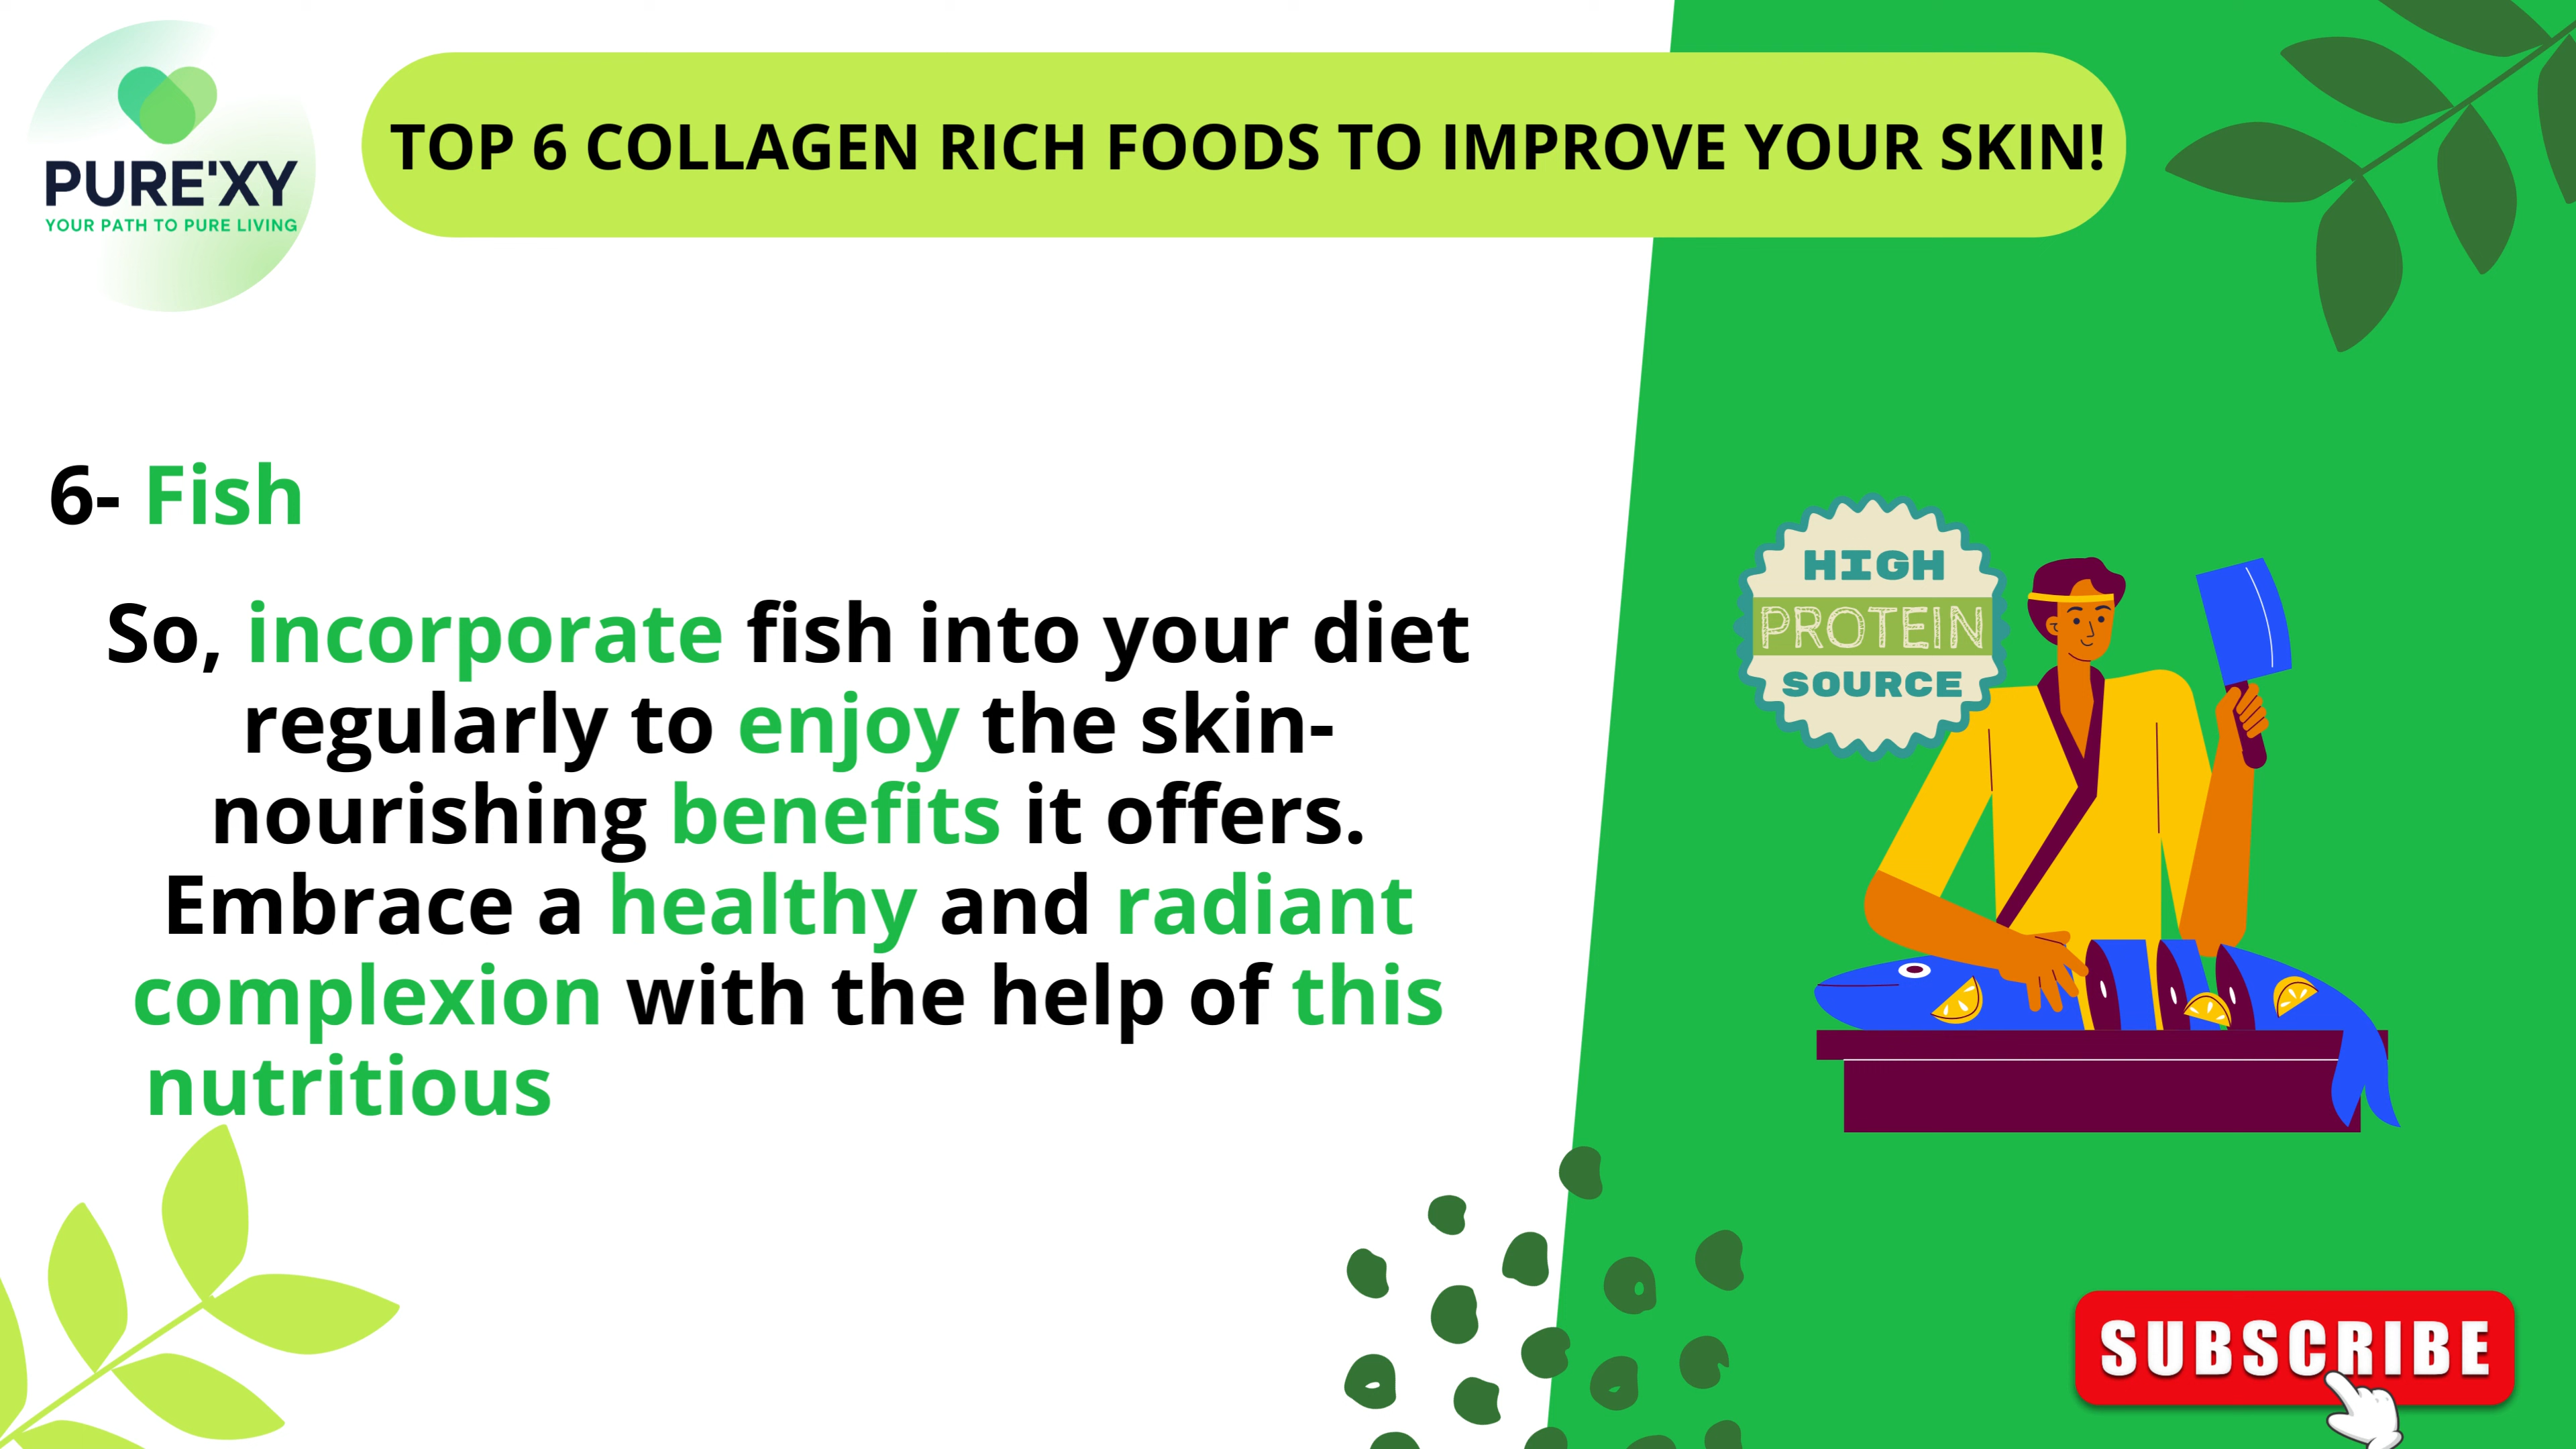 PURE'XY
YOUR PATH TO PURE LIVING
TOP 6 COLLAGEN RICH FOODS TO IMPROVE YOUR SKIN!
6- Fish
So, incorporate fish into your diet
regularly to enjoy the skin-
nourishing benefits it offers.
Embrace a healthy and radiant
complexion with the help of this
nutritious
HIGH
PROTEIN
SOURCE
SUBSCRIBE